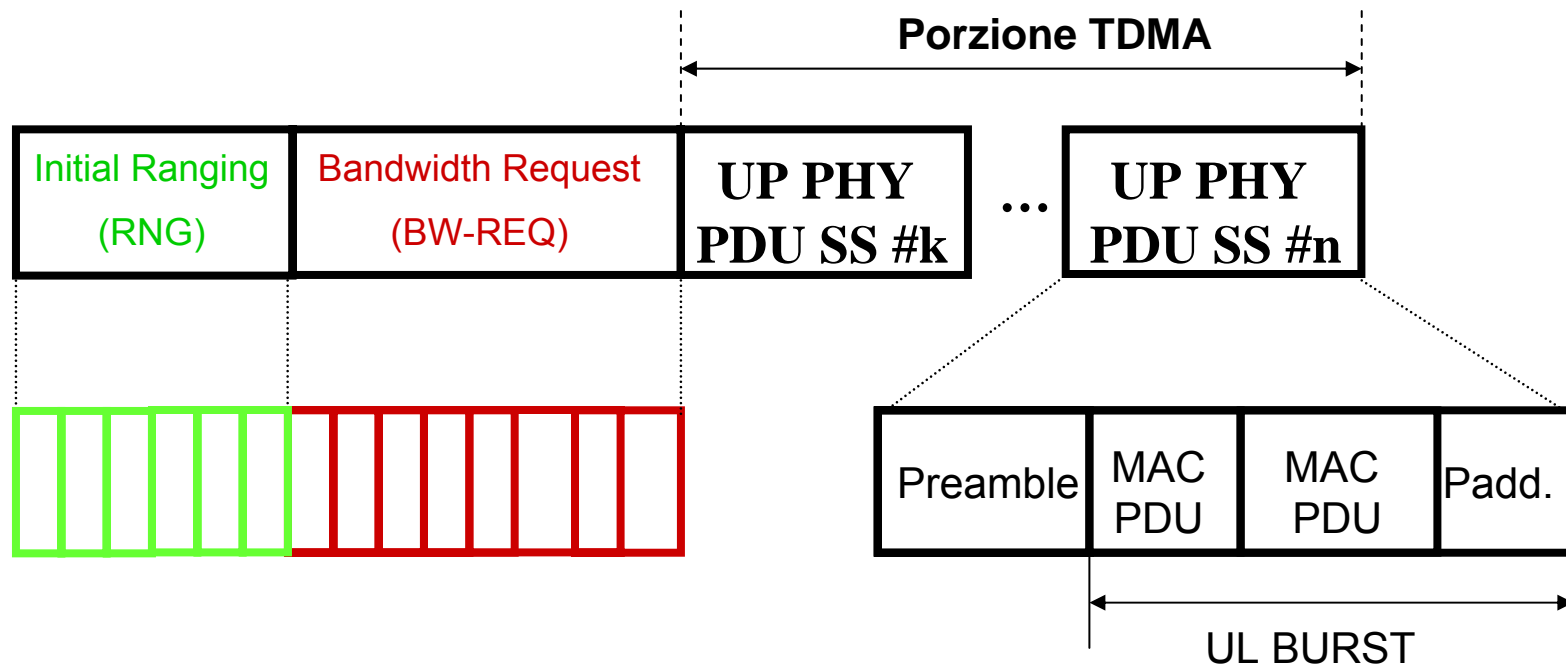 Porzione TDMA
Initial Ranging
(RNG)
Bandwidth Request
(BW-REQ)
UP PHY
PDU SS #k
...
UP PHY
PDU SS #n
Preamble
MAC
PDU
MAC
PDU
Padd.
UL BURST